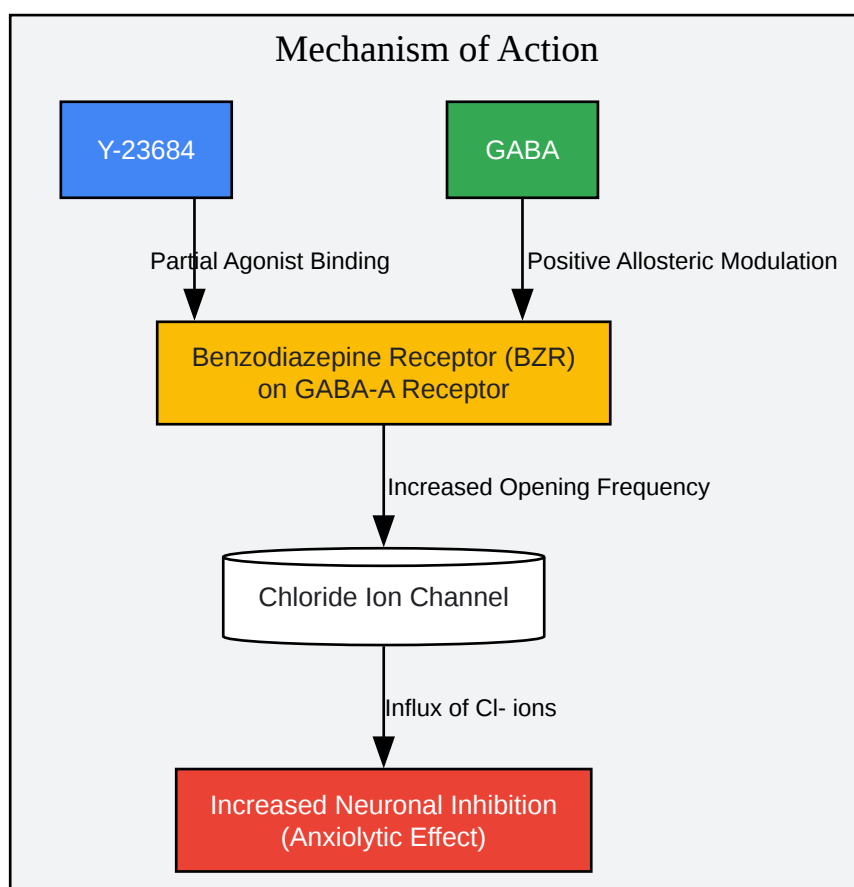 Mechanism of Action
Y-23684
GABA
Partial Agonist Binding
Positive Allosteric Modulation
Benzodiazepine Receptor (BZR)
on GABA-A Receptor
Increased Opening Frequency
Chloride Ion Channel
Influx of Cl- ions
Increased Neuronal Inhibition
(Anxiolytic Effect)